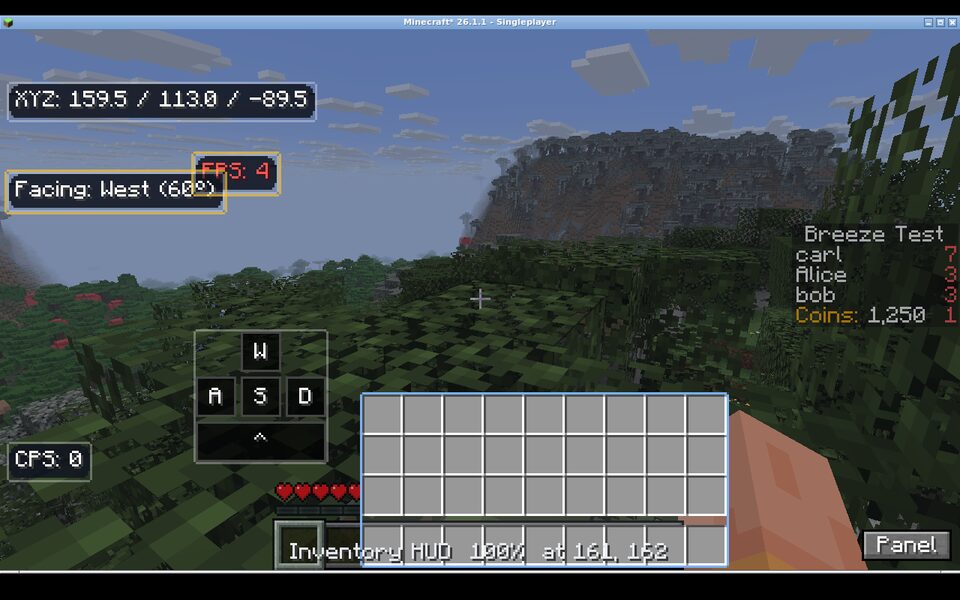 Minecraft* 26.1.1 - Singleplayer
XYZ: 159.5 / 113.0 / -89.5
FPS: 4
Facing: West (60°)
Breeze Test
carl 7
Alice 3
bob 3
Coins: 1,250 1
W
A S D
^
CPS: 0
Inventory HUD 100% at 161, 162
Panel